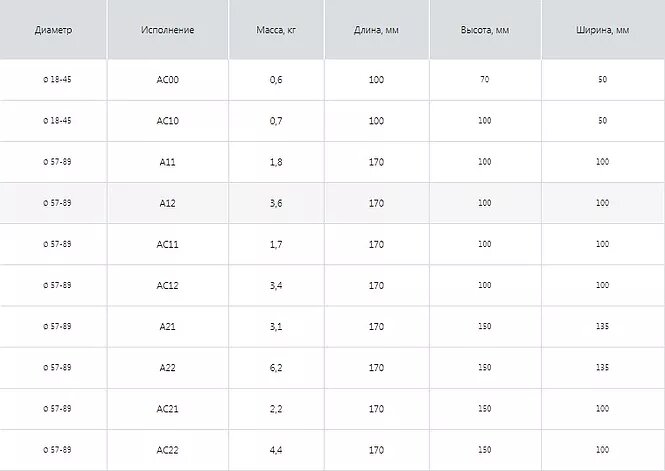 Диаметр Исполнение Масса, кг Длина, мм Высота, мм Ширина, мм
⌀ 18-45 АС00 0,6 100 70 50
⌀ 18-45 АС10 0,7 100 100 50
⌀ 57-89 А11 1,8 170 100 100
⌀ 57-89 А12 3,6 170 100 100
⌀ 57-89 АС11 1,7 170 100 100
⌀ 57-89 АС12 3,4 170 100 100
⌀ 57-89 А21 3,1 170 150 135
⌀ 57-89 А22 6,2 170 150 135
⌀ 57-89 АС21 2,2 170 150 100
⌀ 57-89 АС22 4,4 170 150 100